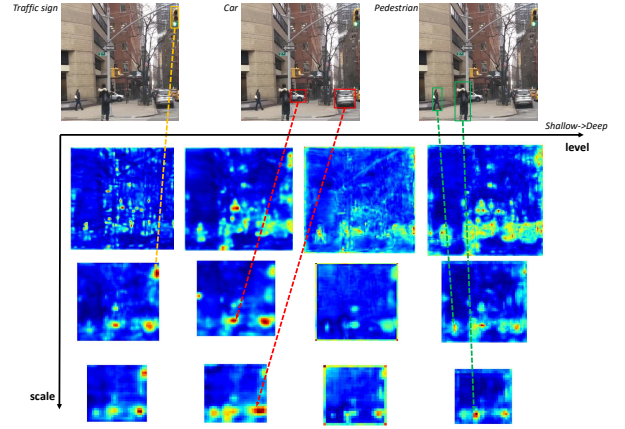 Traffic sign
Car
Pedestrian
Shallow->Deep
level
scale